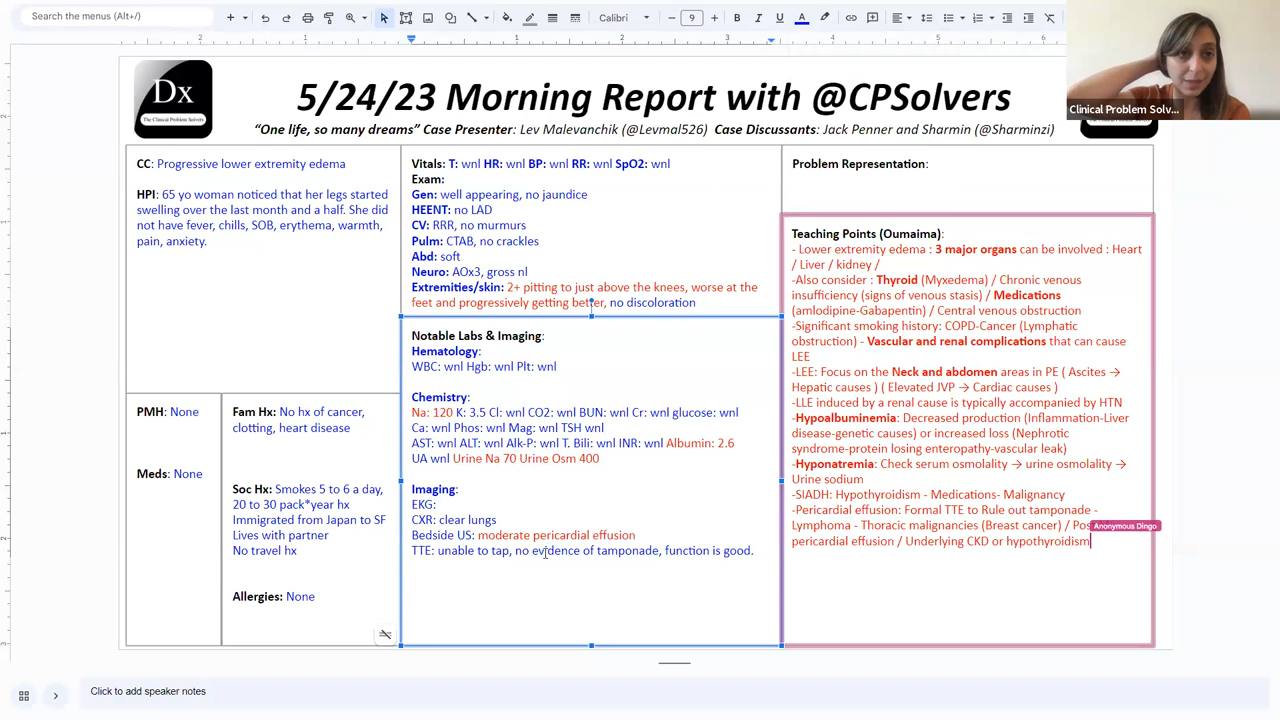 Search the menus (Alt+/)
Calibri
9
2
1
1
2
3
4
5
6
Dx
The Clinical Problem Solvers
5/24/23 Morning Report with @CPSolvers
“One life, so many dreams” Case Presenter: Lev Malevanchik (@Levmal526) Case Discussants: Jack Penner and Sharmin (@Sharminzi)
Clinical Problem Solv...
CC: Progressive lower extremity edema
HPI: 65 yo woman noticed that her legs started
swelling over the last month and a half. She did
not have fever, chills, SOB, erythema, warmth,
pain, anxiety.
PMH: None
Meds: None
Fam Hx: No hx of cancer,
clotting, heart disease
Soc Hx: Smokes 5 to 6 a day,
20 to 30 pack*year hx
Immigrated from Japan to SF
Lives with partner
No travel hx
Allergies: None
Vitals: T: wnl HR: wnl BP: wnl RR: wnl SpO2: wnl
Exam:
Gen: well appearing, no jaundice
HEENT: no LAD
CV: RRR, no murmurs
Pulm: CTAB, no crackles
Abd: soft
Neuro: AOx3, gross nl
Extremities/skin: 2+ pitting to just above the knees, worse at the
feet and progressively getting better, no discoloration
Notable Labs & Imaging:
Hematology:
WBC: wnl Hgb: wnl Plt: wnl
Chemistry:
Na: 120 K: 3.5 Cl: wnl CO2: wnl BUN: wnl Cr: wnl glucose: wnl
Ca: wnl Phos: wnl Mag: wnl TSH wnl
AST: wnl ALT: wnl Alk-P: wnl T. Bili: wnl INR: wnl Albumin: 2.6
UA wnl Urine Na 70 Urine Osm 400
Imaging:
EKG:
CXR: clear lungs
Bedside US: moderate pericardial effusion
TTE: unable to tap, no evidence of tamponade, function is good.
Problem Representation:
Teaching Points (Oumaima):
- Lower extremity edema : 3 major organs can be involved : Heart
/ Liver / kidney /
-Also consider : Thyroid (Myxedema) / Chronic venous
insufficiency (signs of venous stasis) / Medications
(amlodipine-Gabapentin) / Central venous obstruction
-Significant smoking history: COPD-Cancer (Lymphatic
obstruction) - Vascular and renal complications that can cause
LEE
-LEE: Focus on the Neck and abdomen areas in PE ( Ascites →
Hepatic causes ) ( Elevated JVP → Cardiac causes )
-LLE induced by a renal cause is typically accompanied by HTN
-Hypoalbuminemia: Decreased production (Inflammation-Liver
disease-genetic causes) or increased loss (Nephrotic
syndrome-protein losing enteropathy-vascular leak)
-Hyponatremia: Check serum osmolality → urine osmolality →
Urine sodium
-SIADH: Hypothyroidism - Medications- Malignancy
-Pericardial effusion: Formal TTE to Rule out tamponade -
Lymphoma - Thoracic malignancies (Breast cancer) /
Anonymous Dingo
pericardial effusion / Underlying CKD or hypothyroidism
Click to add speaker notes